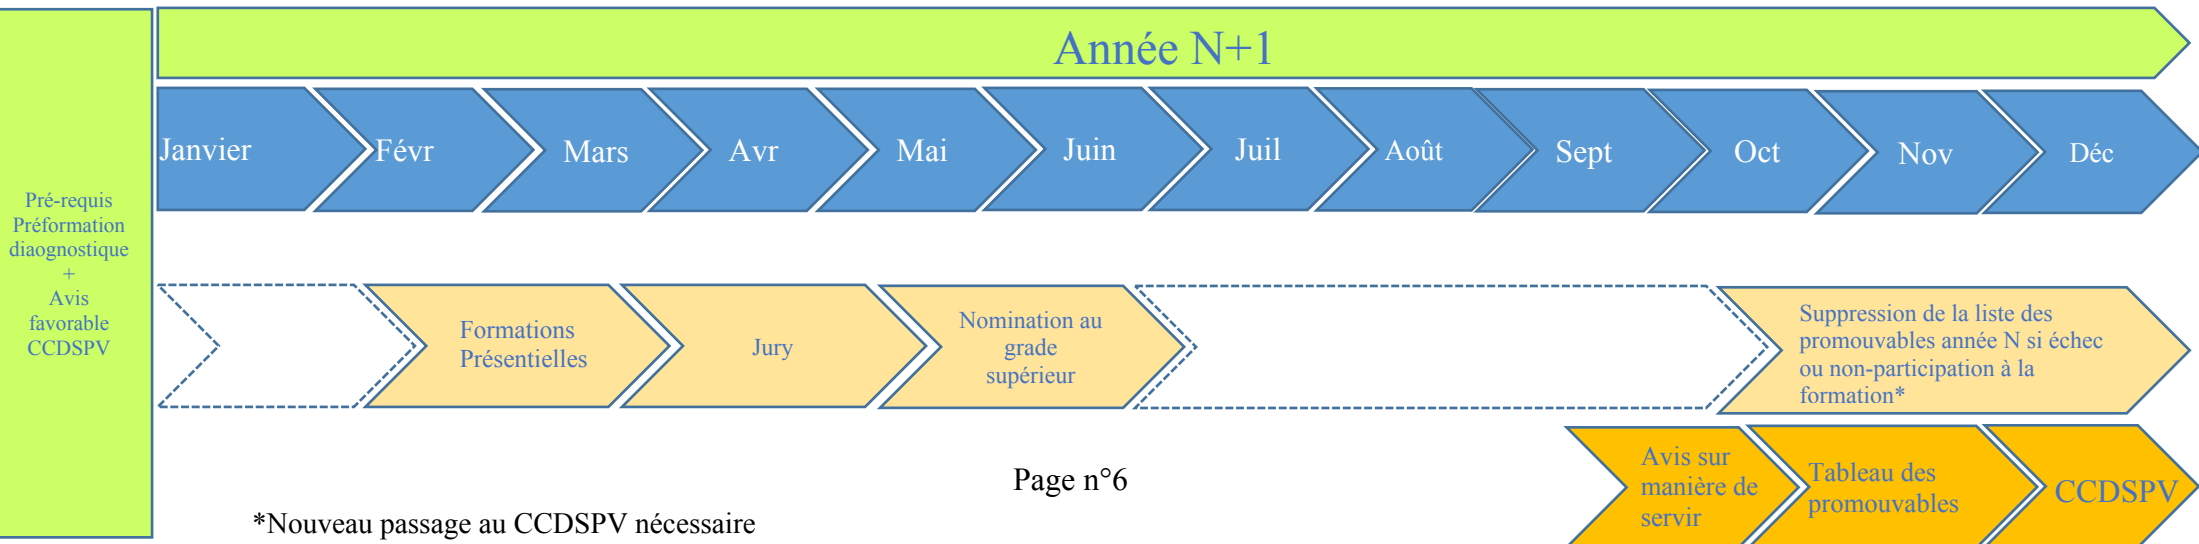 Année N+1
Pré-requis
Préformation
diaognostique
+
Avis
favorable
CCDSPV
Janvier
Févr
Mars
Avr
Mai
Juin
Juil
Août
Sept
Oct
Nov
Déc
Formations
Présentielles
Jury
Nomination au
grade
supérieur
Suppression de la liste des
promouvables année N si échec
ou non-participation à la
formation*
Avis sur
manière de
servir
Tableau des
promouvables
CCDSPV
Page n°6
*Nouveau passage au CCDSPV nécessaire